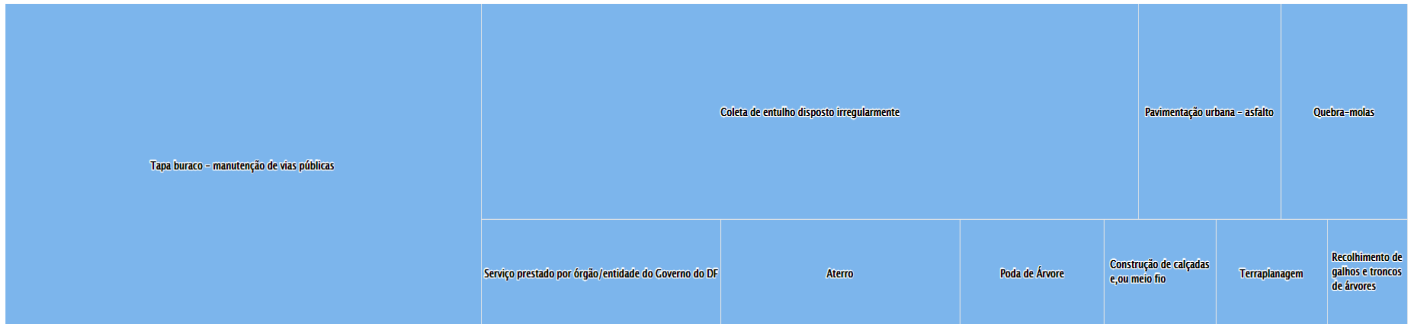 Tapa buraco - manutenção de vias públicas
Coleta de entulho disposto irregularmente
Pavimentação urbana - asfalto
Quebra-molas
Serviço prestado por órgão/entidade do Governo do DF
Aterro
Poda de Árvore
Construção de calçadas
e,ou meio fio
Terraplanagem
Recolhimento de
galhos e troncos
de árvores